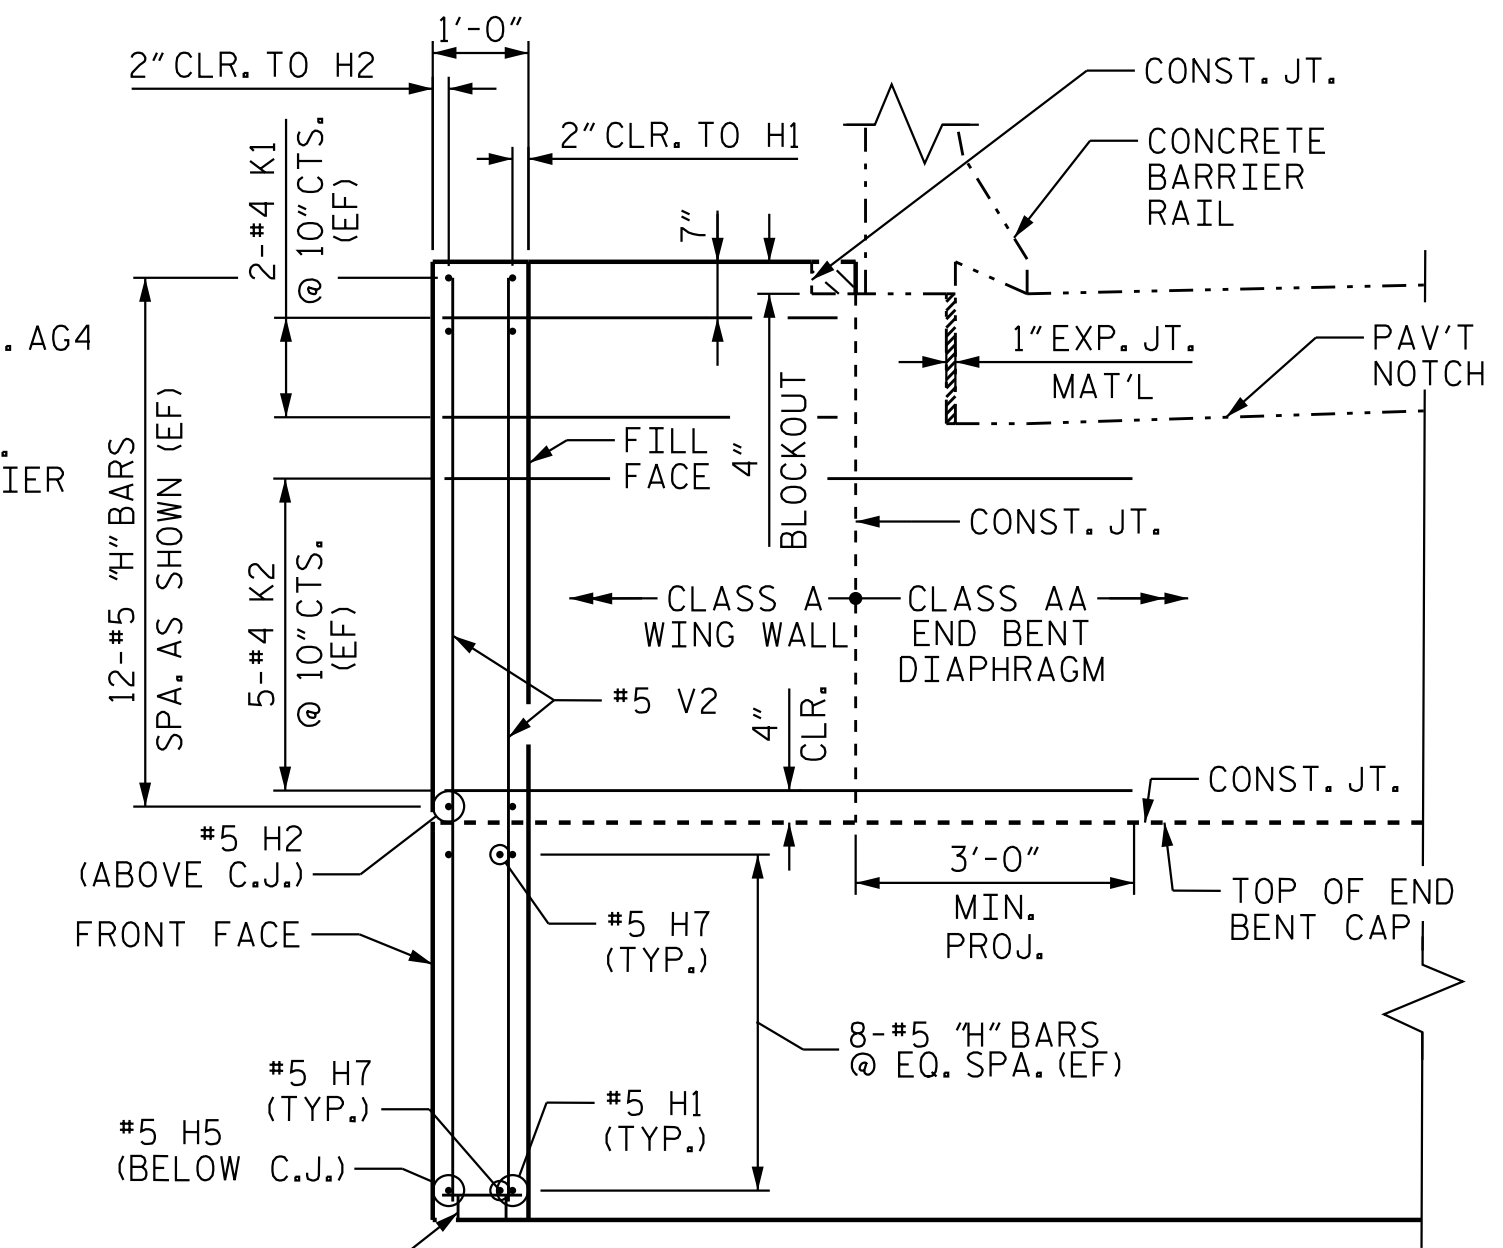 1'-0"
2" CLR. TO H2
2" CLR. TO H1
CONST. JT.
CONCRETE
BARRIER
RAIL
2-#4 K1
@ 10" CTS.
(EF)
7"
. AG4
1" EXP. JT.
MAT'L
PAV'T
NOTCH
.
IER
FILL
FACE
4"
BLOCKOUT
CONST. JT.
12-#5 "H" BARS
SPA. AS SHOWN (EF)
5-#4 K2
@ 10" CTS.
(EF)
CLASS A
WING WALL
CLASS AA
END BENT
DIAPHRAGM
#5 V2
4"
CLR.
CONST. JT.
#5 H2
(ABOVE C.J.)
3'-0"
MIN.
PROJ.
TOP OF END
BENT CAP
FRONT FACE
#5 H7
(TYP.)
8-#5 "H" BARS
@ EQ. SPA. (EF)
#5 H7
(TYP.)
#5 H1
(TYP.)
#5 H5
(BELOW C.J.)